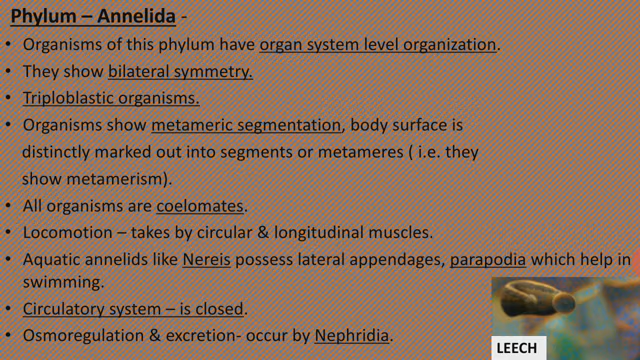 Phylum – Annelida -
• Organisms of this phylum have organ system level organization.
• They show bilateral symmetry.
• Triploblastic organisms.
• Organisms show metameric segmentation, body surface is
distinctly marked out into segments or metameres ( i.e. they
show metamerism).
• All organisms are coelomates.
• Locomotion – takes by circular & longitudinal muscles.
• Aquatic annelids like Nereis possess lateral appendages, parapodia which help in
swimming.
• Circulatory system – is closed.
• Osmoregulation & excretion- occur by Nephridia.
LEECH